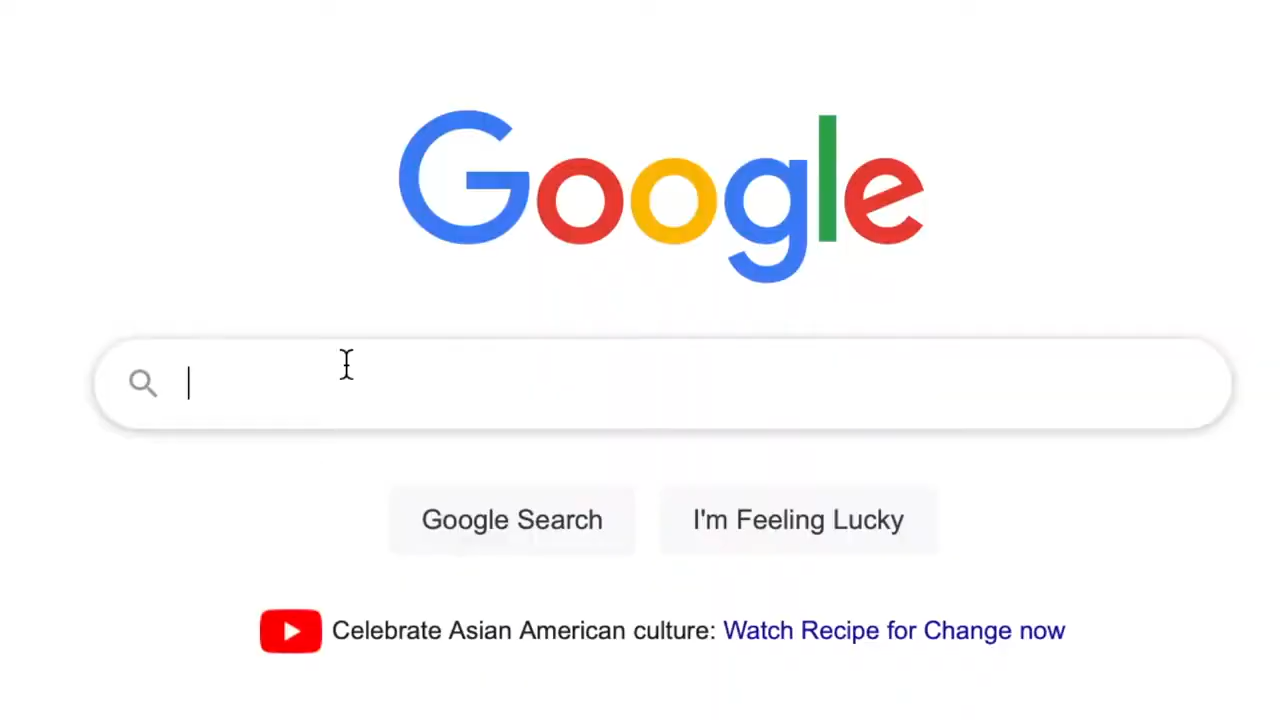 Google
Google Search
I'm Feeling Lucky
Celebrate Asian American culture: Watch Recipe for Change now